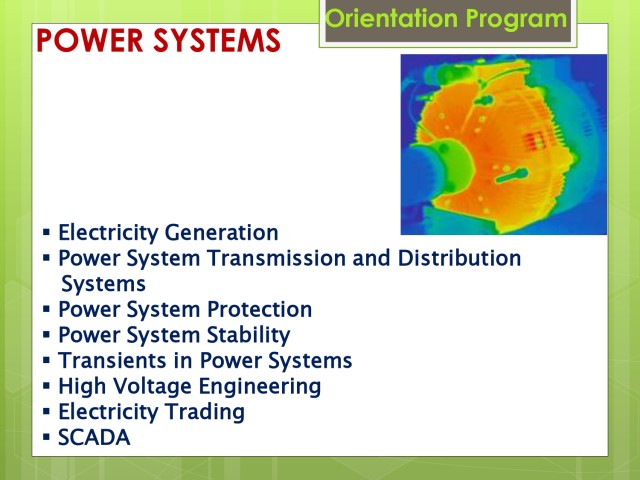 Orientation Program
POWER SYSTEMS
▪ Electricity Generation
▪ Power System Transmission and Distribution
Systems
▪ Power System Protection
▪ Power System Stability
▪ Transients in Power Systems
▪ High Voltage Engineering
▪ Electricity Trading
▪ SCADA